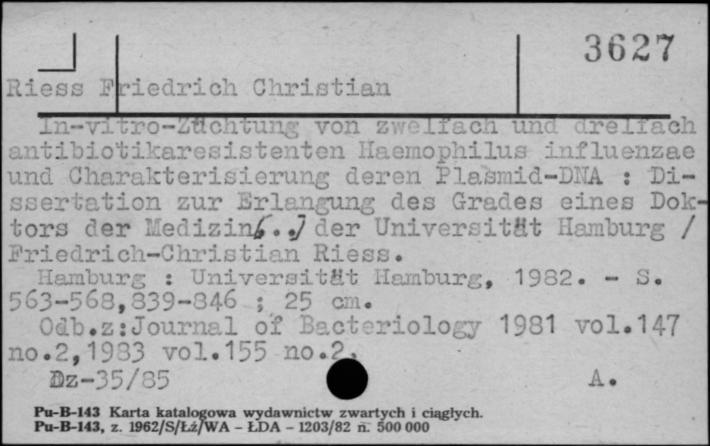 3627
Riess Friedrich Christian
In-vitro-Züchtung von zweifach und dreifach
antibiotikaresistenten Haemophilus influenzae
und Charakterisierung deren Plasmid-DNA : Di-
ssertation zur Erlangung des Grades eines Dok-
tors der Medizin[..] der Universität Hamburg /
Friedrich-Christian Riess.
Hamburg : Universität Hamburg, 1982. - S.
563-568,839-846 ; 25 cm.
Odb.z:Journal of Bacteriology 1981 vol.147
no.2,1983 vol.155 no.2.
Dz-35/85 A.
Pu-B-143 Karta katalogowa wydawnictw zwartych i ciągłych.
Pu-B-143, z. 1962/S/Łż/WA – ŁDA – 1203/82 n. 500 000